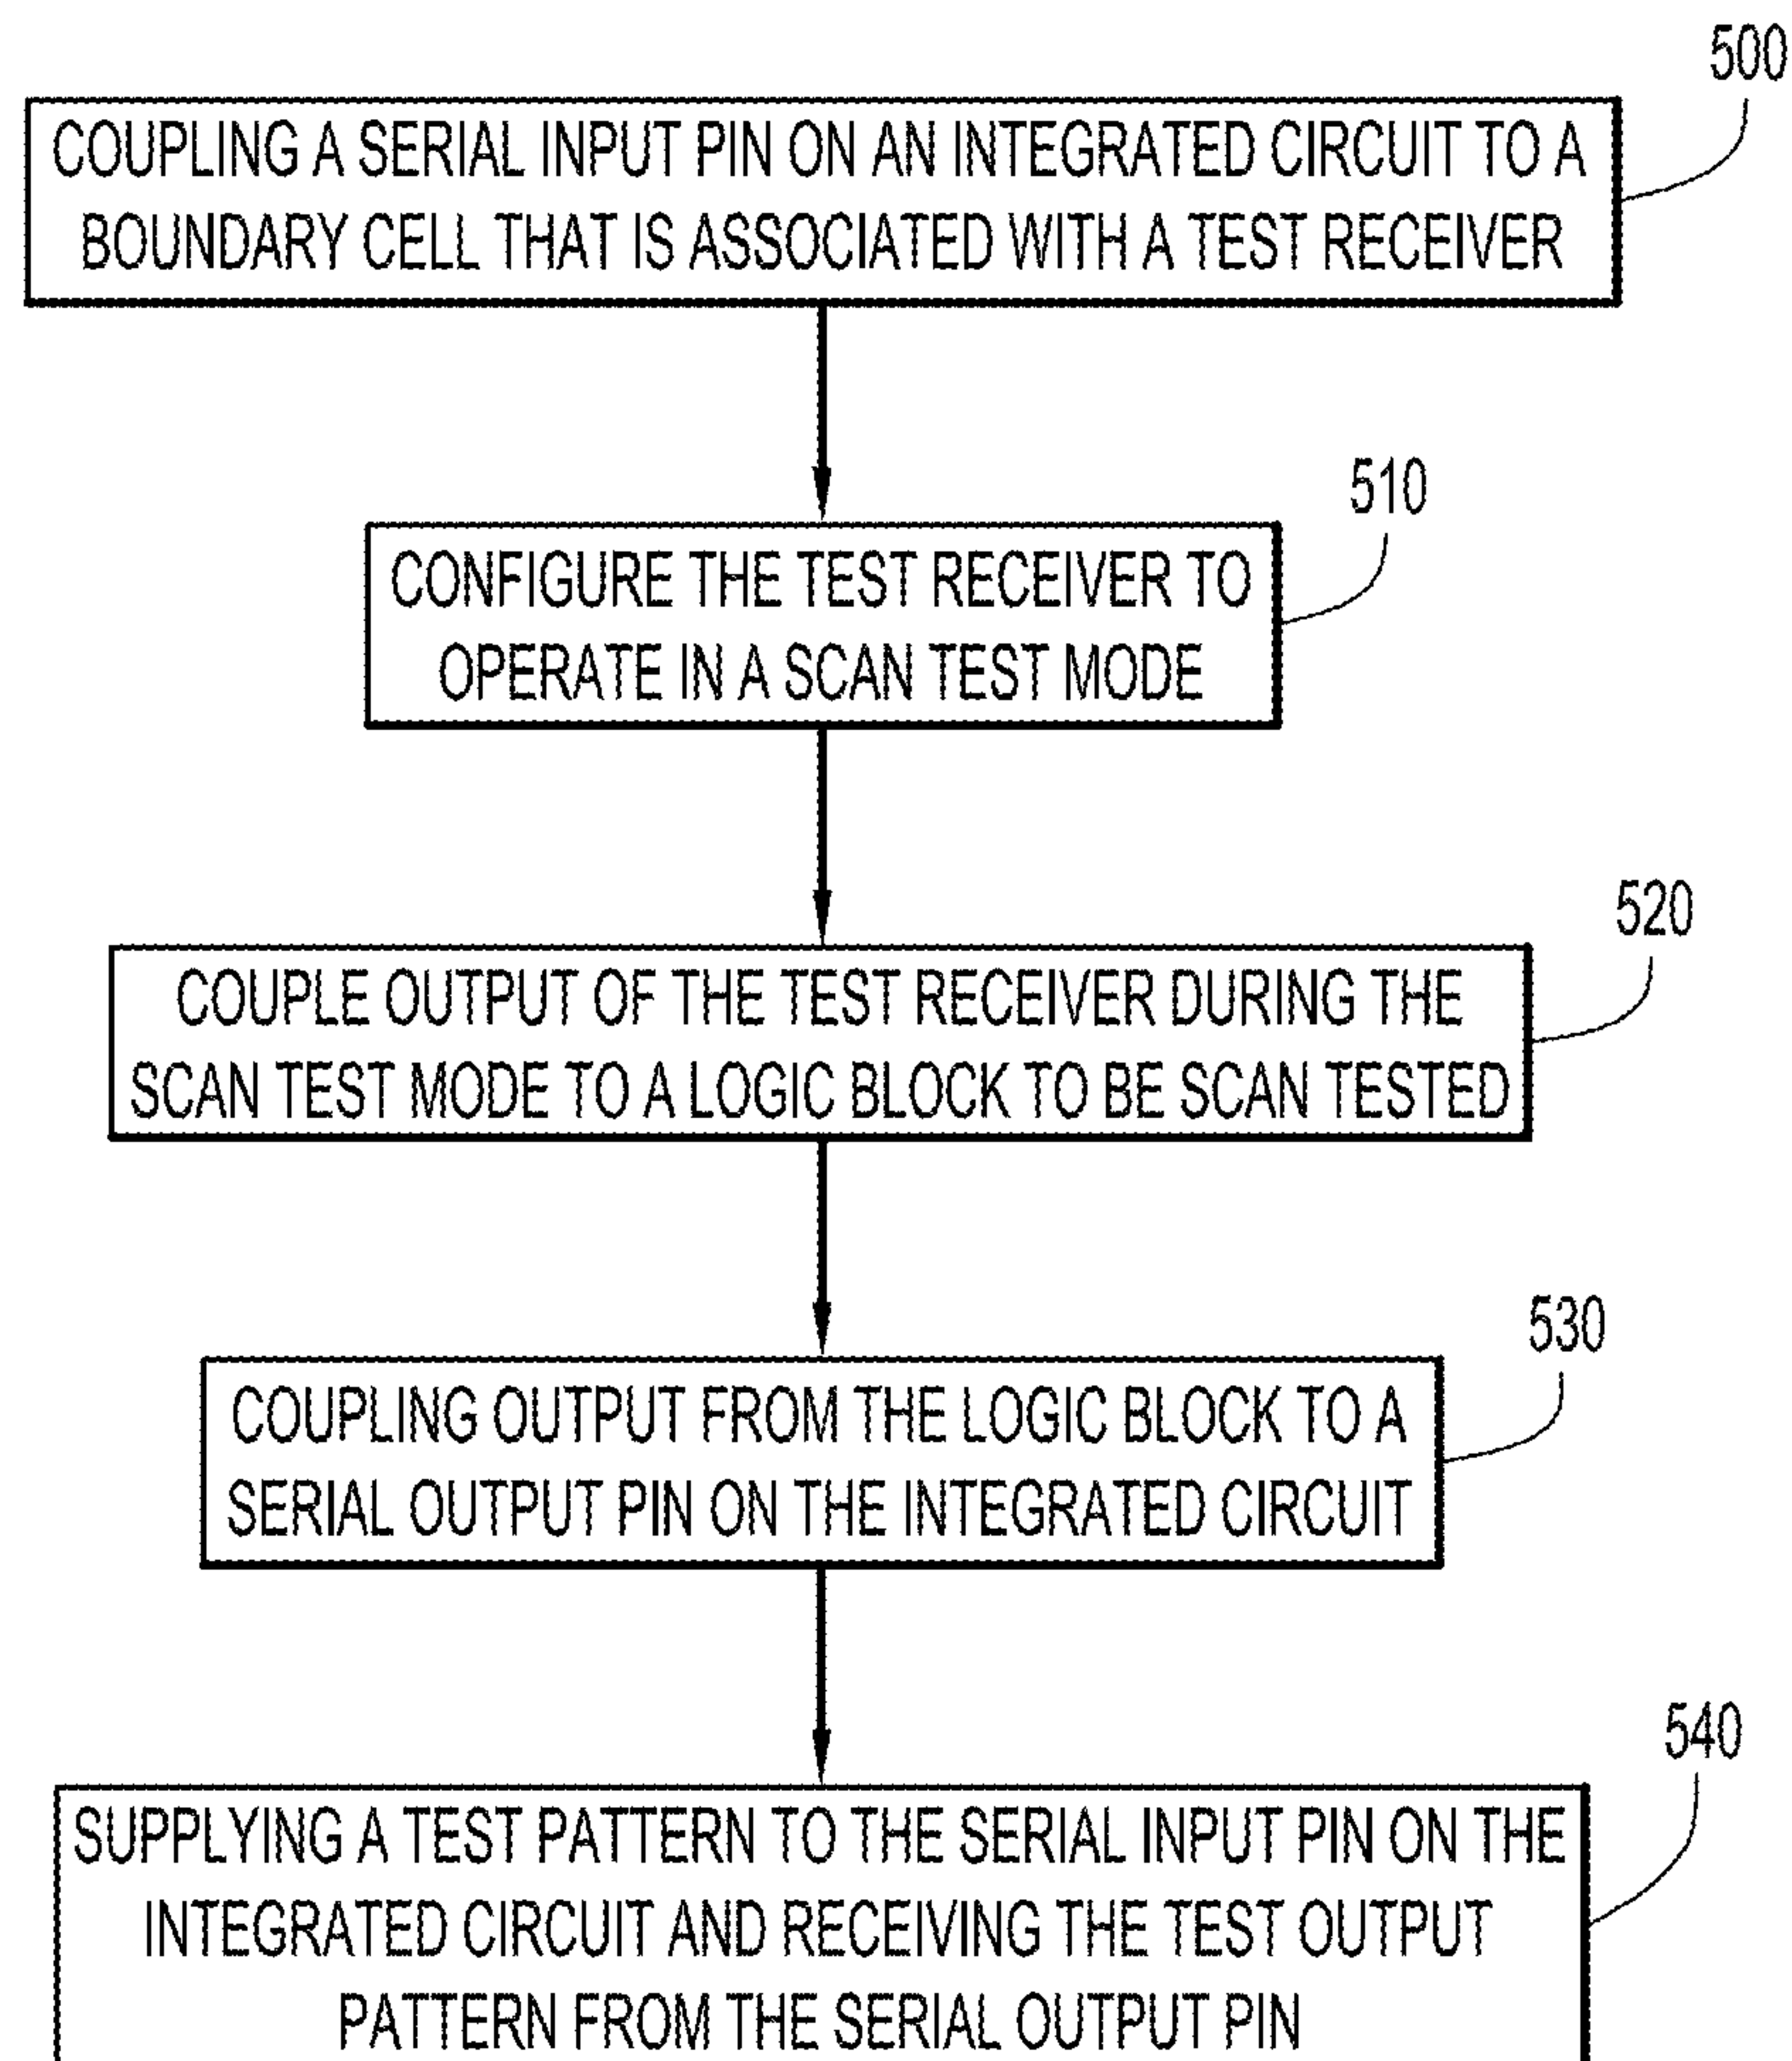 500
COUPLING A SERIAL INPUT PIN ON AN INTEGRATED CIRCUIT TO A
BOUNDARY CELL THAT IS ASSOCIATED WITH A TEST RECEIVER
510
CONFIGURE THE TEST RECEIVER TO
OPERATE IN A SCAN TEST MODE
520
COUPLE OUTPUT OF THE TEST RECEIVER DURING THE
SCAN TEST MODE TO A LOGIC BLOCK TO BE SCAN TESTED
530
COUPLING OUTPUT FROM THE LOGIC BLOCK TO A
SERIAL OUTPUT PIN ON THE INTEGRATED CIRCUIT
540
SUPPLYING A TEST PATTERN TO THE SERIAL INPUT PIN ON THE
INTEGRATED CIRCUIT AND RECEIVING THE TEST OUTPUT
PATTERN FROM THE SERIAL OUTPUT PIN